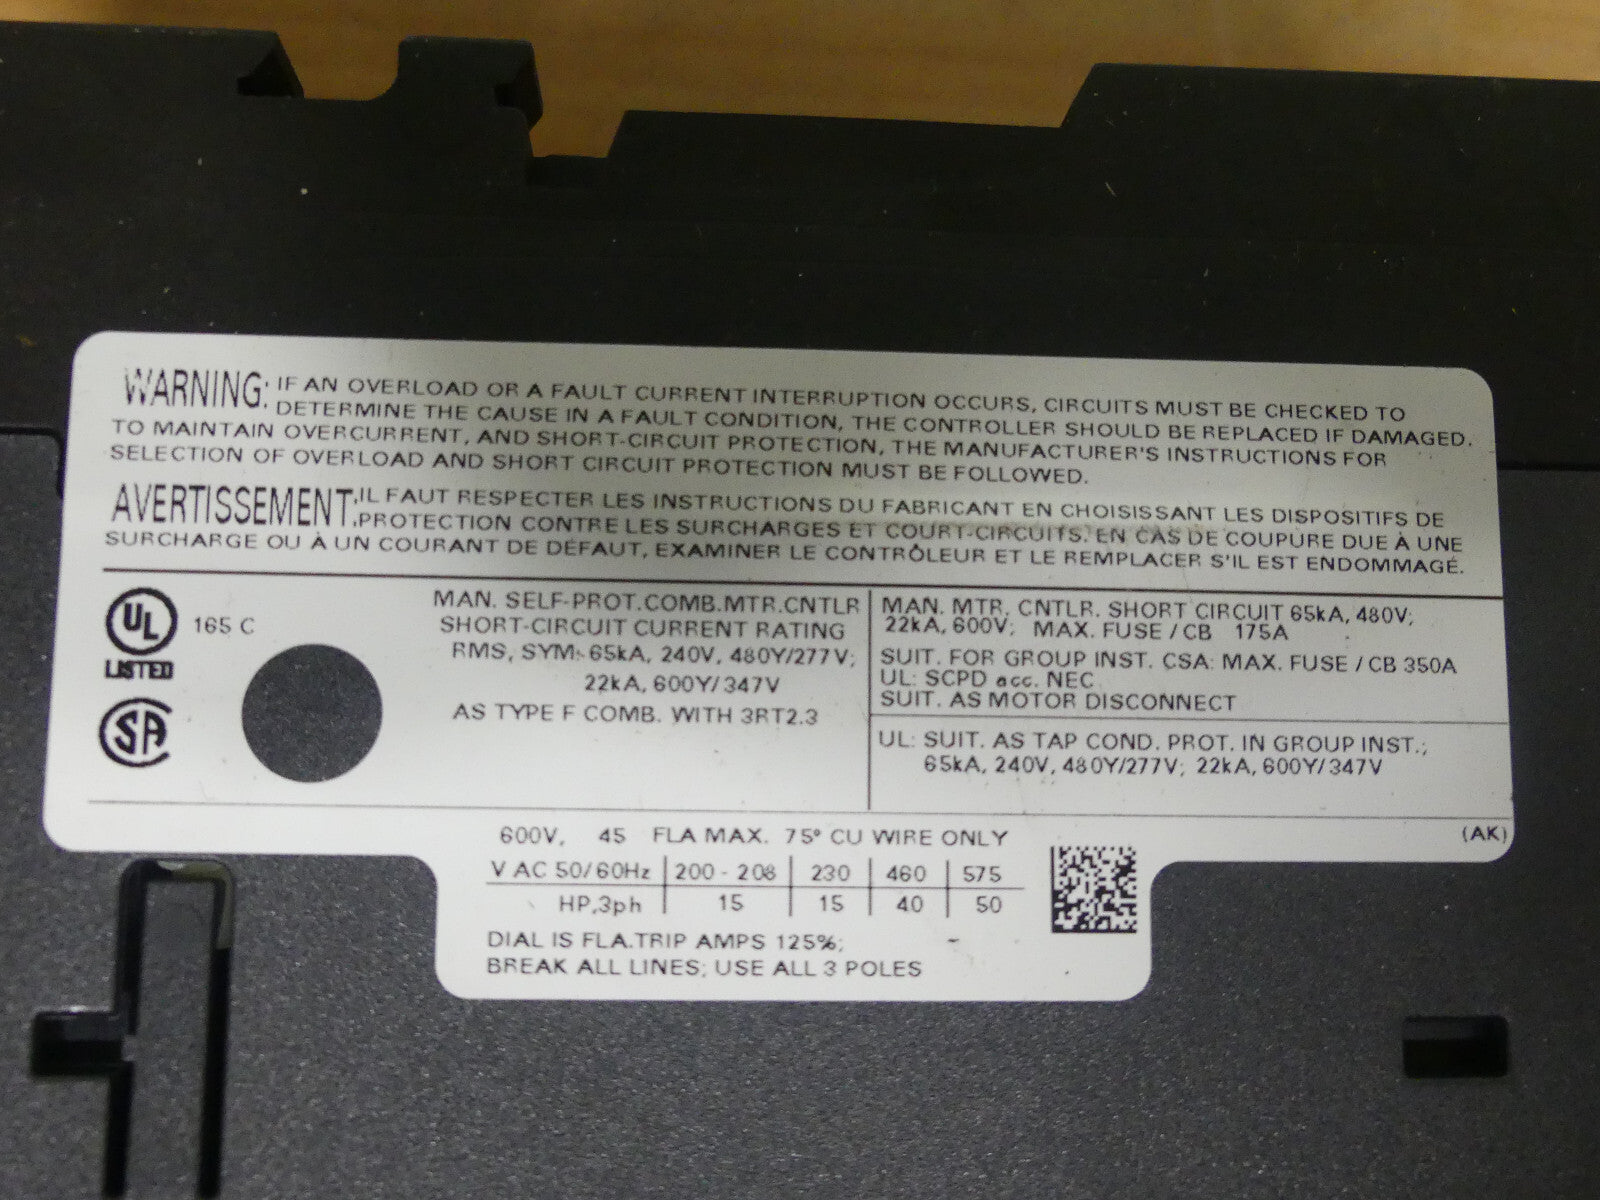 WARNING: IF AN OVERLOAD OR A FAULT CURRENT INTERRUPTION OCCURS, CIRCUITS MUST BE CHECKED TO
DETERMINE THE CAUSE IN A FAULT CONDITION, THE CONTROLLER SHOULD BE REPLACED IF DAMAGED.
TO MAINTAIN OVERCURRENT, AND SHORT-CIRCUIT PROTECTION, THE MANUFACTURER'S INSTRUCTIONS FOR
SELECTION OF OVERLOAD AND SHORT CIRCUIT PROTECTION MUST BE FOLLOWED.
AVERTISSEMENT: IL FAUT RESPECTER LES INSTRUCTIONS DU FABRICANT EN CHOISISSANT LES DISPOSITIFS DE
PROTECTION CONTRE LES SURCHARGES ET COURT-CIRCUITS. EN CAS DE COUPURE DUE À UNE
SURCHARGE OU À UN COURANT DE DÉFAUT, EXAMINER LE CONTRÔLEUR ET LE REMPLACER S'IL EST ENDOMMAGÉ.
UL
LISTED
165 C
SA
MAN. SELF-PROT.COMB.MTR.CNTLR
SHORT-CIRCUIT CURRENT RATING
RMS, SYM: 65kA, 240V, 480Y/277V;
22kA, 600Y/347V
AS TYPE F COMB. WITH 3RT2.3
MAN. MTR. CNTLR. SHORT CIRCUIT 65kA, 480V;
22kA, 600V; MAX. FUSE / CB 175A
SUIT. FOR GROUP INST. CSA: MAX. FUSE / CB 350A
UL: SCPD acc. NEC
SUIT. AS MOTOR DISCONNECT
UL: SUIT. AS TAP COND. PROT. IN GROUP INST.;
65kA, 240V, 480Y/277V; 22kA, 600Y/347V
600V, 45 FLA MAX. 75° CU WIRE ONLY
(AK)
V AC 50/60Hz 200 - 208 230 460 575
HP,3ph 15 15 40 50
DIAL IS FLA.TRIP AMPS 125%;
BREAK ALL LINES; USE ALL 3 POLES